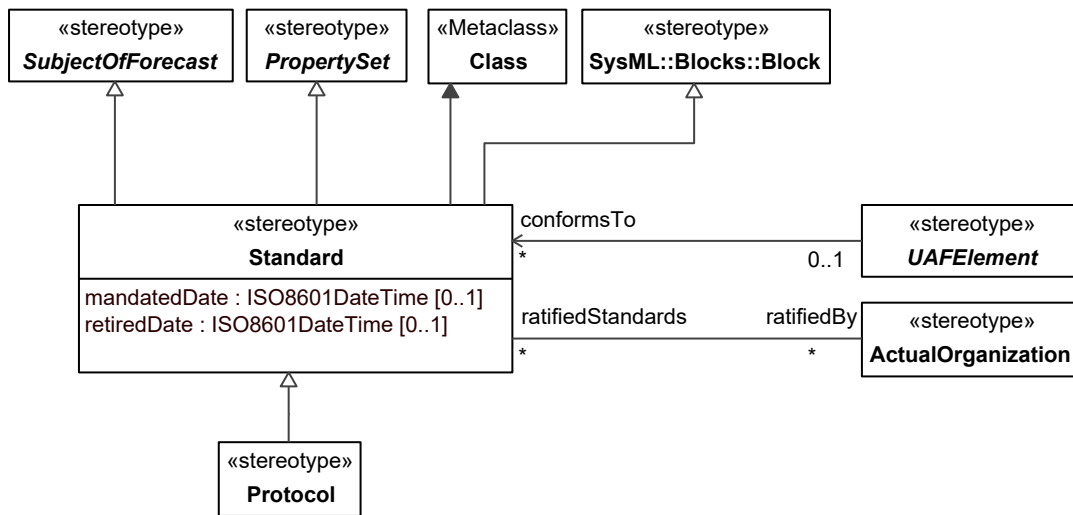 «stereotype»
SubjectOfForecast
«stereotype»
PropertySet
«Metaclass»
Class
«stereotype»
SysML::Blocks::Block
«stereotype»
Standard
mandatedDate : ISO8601DateTime [0..1]
retiredDate : ISO8601DateTime [0..1]
conformsTo
*
0..1
«stereotype»
UAFElement
ratifiedStandards
*
ratifiedBy
*
«stereotype»
ActualOrganization
«stereotype»
Protocol